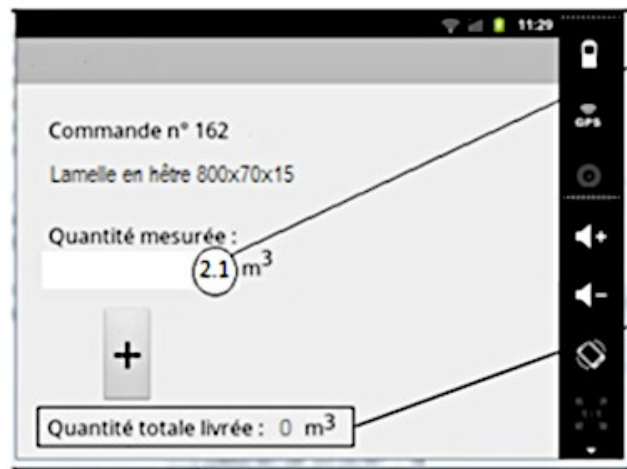 11:29
GPS
Commande n° 162
Lamelle en hêtre 800x70x15
Quantité mesurée :
2.1 m³
+
Quantité totale livrée : 0 m³